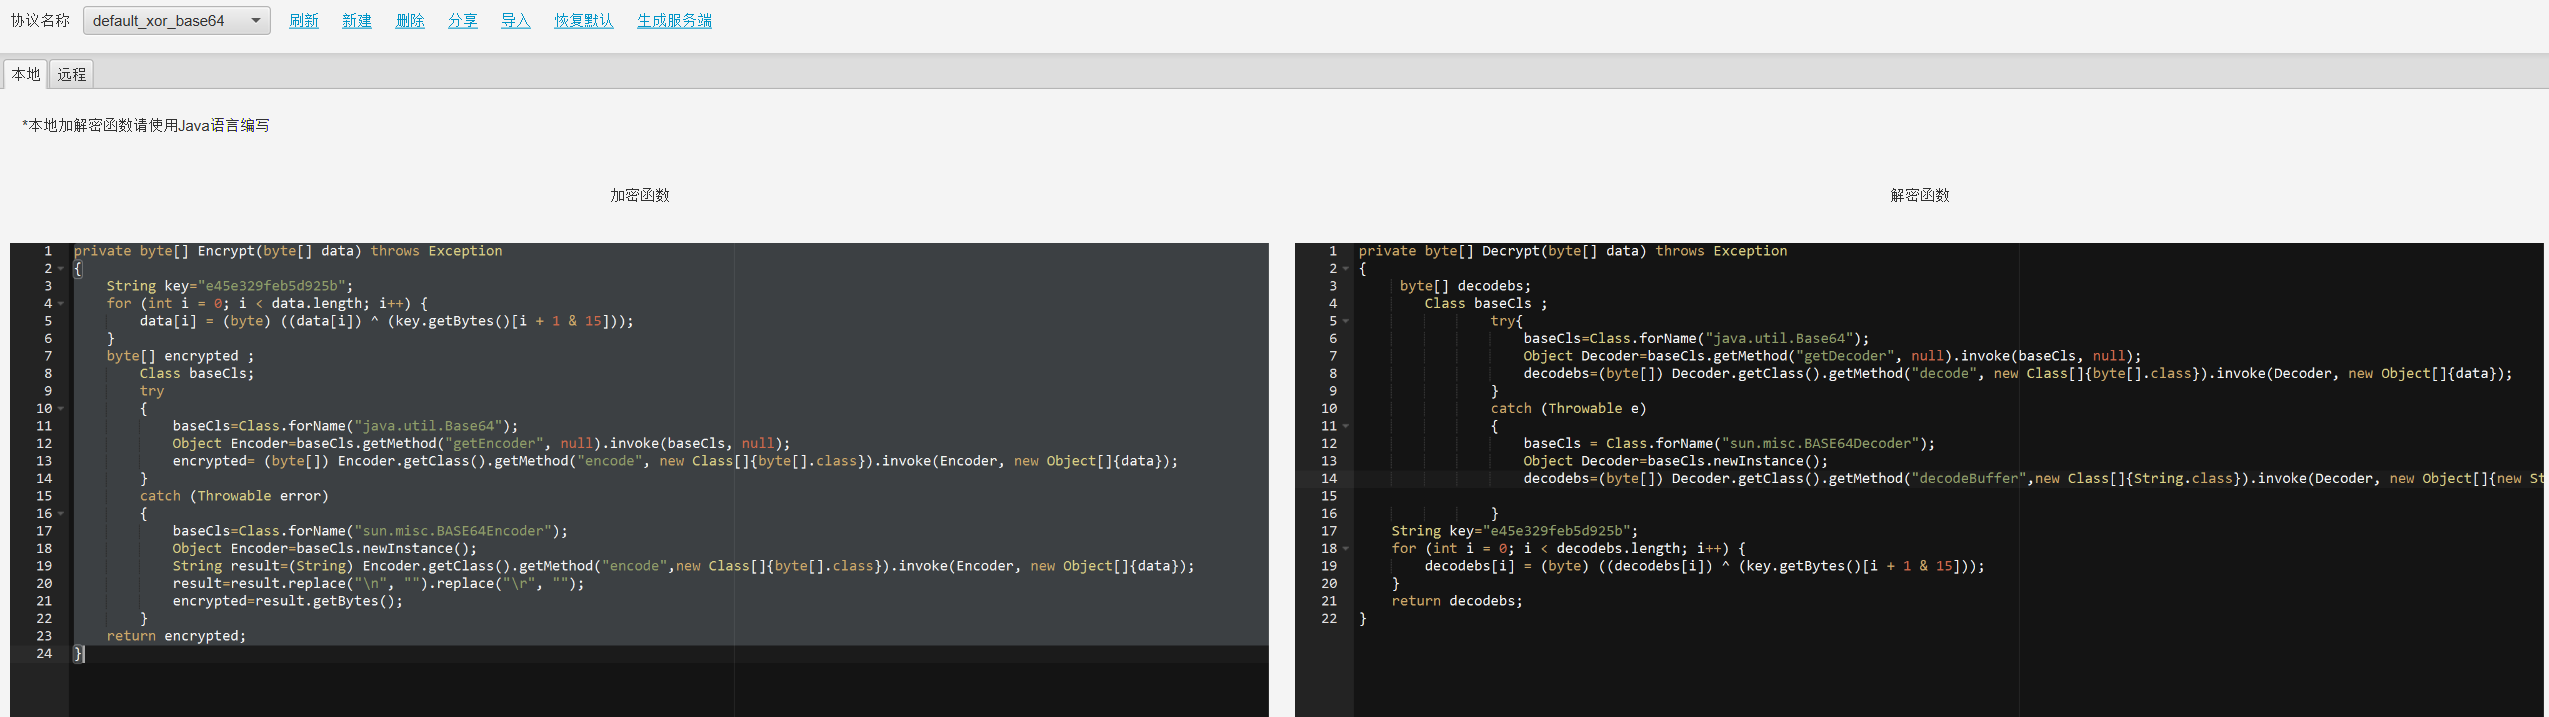 协议名称 default_xor_base64 刷新 新建 删除 分享 导入 恢复默认 生成服务端
本地 远程
*本地加解密函数请使用Java语言编写
加密函数
1 private byte[] Encrypt(byte[] data) throws Exception
2 {
3     String key="e45e329feb5d925b";
4     for (int i = 0; i < data.length; i++) {
5         data[i] = (byte) ((data[i]) ^ (key.getBytes()[i + 1 & 15]));
6     }
7     byte[] encrypted ;
8         Class baseCls;
9         try
10         {
11             baseCls=Class.forName("java.util.Base64");
12             Object Encoder=baseCls.getMethod("getEncoder", null).invoke(baseCls, null);
13             encrypted= (byte[]) Encoder.getClass().getMethod("encode", new Class[]{byte[].class}).invoke(Encoder, new Object[]{data});
14         }
15         catch (Throwable error)
16         {
17             baseCls=Class.forName("sun.misc.BASE64Encoder");
18             Object Encoder=baseCls.newInstance();
19             String result=(String) Encoder.getClass().getMethod("encode",new Class[]{byte[].class}).invoke(Encoder, new Object[]{data});
20             result=result.replace("\n", "").replace("\r", "");
21             encrypted=result.getBytes();
22         }
23     return encrypted;
24 }
解密函数
1 private byte[] Decrypt(byte[] data) throws Exception
2 {
3      byte[] decodebs;
4         Class baseCls ;
5                 try{
6                     baseCls=Class.forName("java.util.Base64");
7                     Object Decoder=baseCls.getMethod("getDecoder", null).invoke(baseCls, null);
8                     decodebs=(byte[]) Decoder.getClass().getMethod("decode", new Class[]{byte[].class}).invoke(Decoder, new Object[]{data});
9                 }
10                 catch (Throwable e)
11                 {
12                     baseCls = Class.forName("sun.misc.BASE64Decoder");
13                     Object Decoder=baseCls.newInstance();
14                     decodebs=(byte[]) Decoder.getClass().getMethod("decodeBuffer",new Class[]{String.class}).invoke(Decoder, new Object[]{new St
15
16                 }
17     String key="e45e329feb5d925b";
18     for (int i = 0; i < decodebs.length; i++) {
19         decodebs[i] = (byte) ((decodebs[i]) ^ (key.getBytes()[i + 1 & 15]));
20     }
21     return decodebs;
22 }